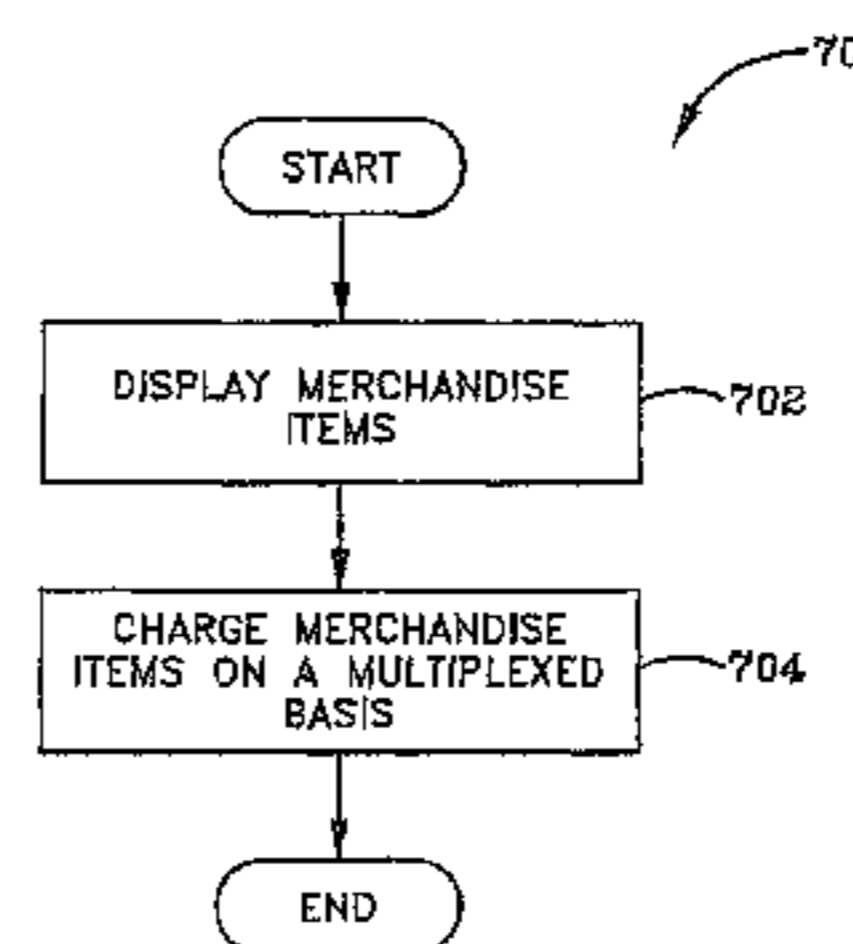 START
DISPLAY MERCHANDISE
ITEMS
702
CHARGE MERCHANDISE
ITEMS ON A MULTIPLEXED
BASIS
704
END